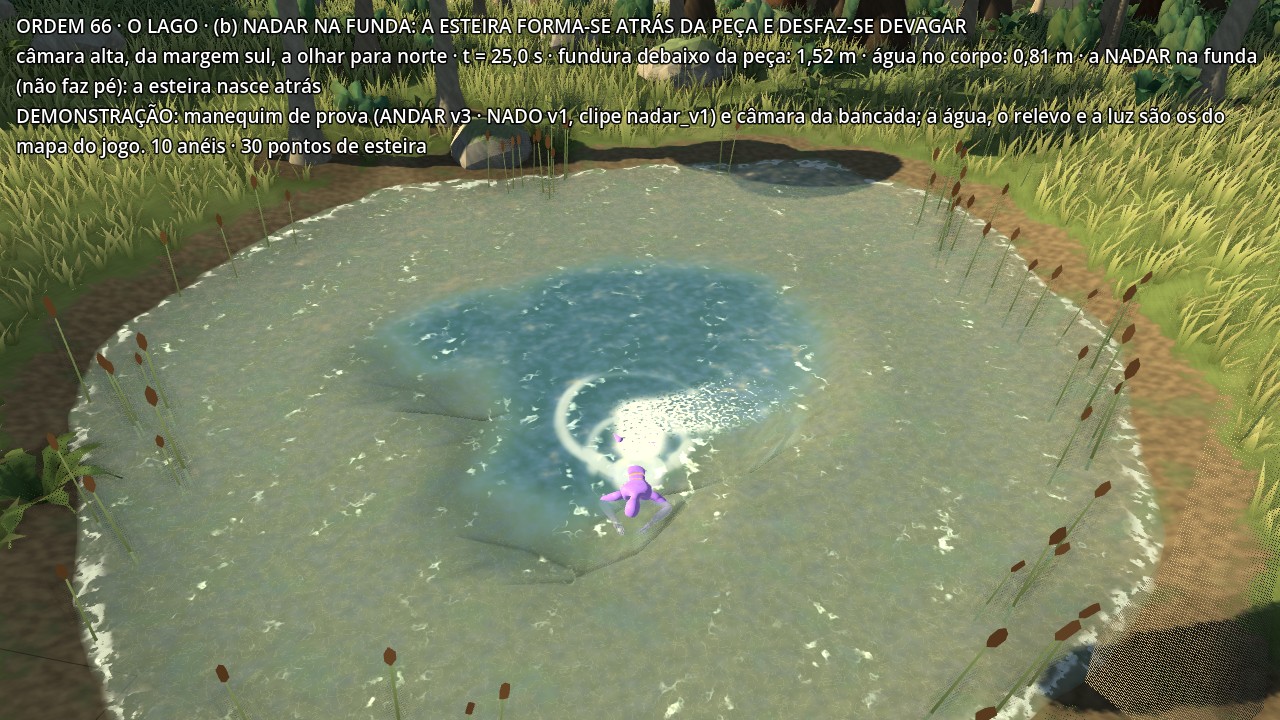 ORDEM 66 · O LAGO · (b) NADAR NA FUNDA: A ESTEIRA FORMA-SE ATRÁS DA PEÇA E DESFAZ-SE DEVAGAR
câmara alta, da margem sul, a olhar para norte · t = 25,0 s · fundura debaixo da peça: 1,52 m · água no corpo: 0,81 m · a NADAR na funda
(não faz pé): a esteira nasce atrás
DEMONSTRAÇÃO: manequim de prova (ANDAR v3 · NADO v1, clipe nadar_v1) e câmara da bancada; a água, o relevo e a luz são os do
mapa do jogo. 10 anéis · 30 pontos de esteira